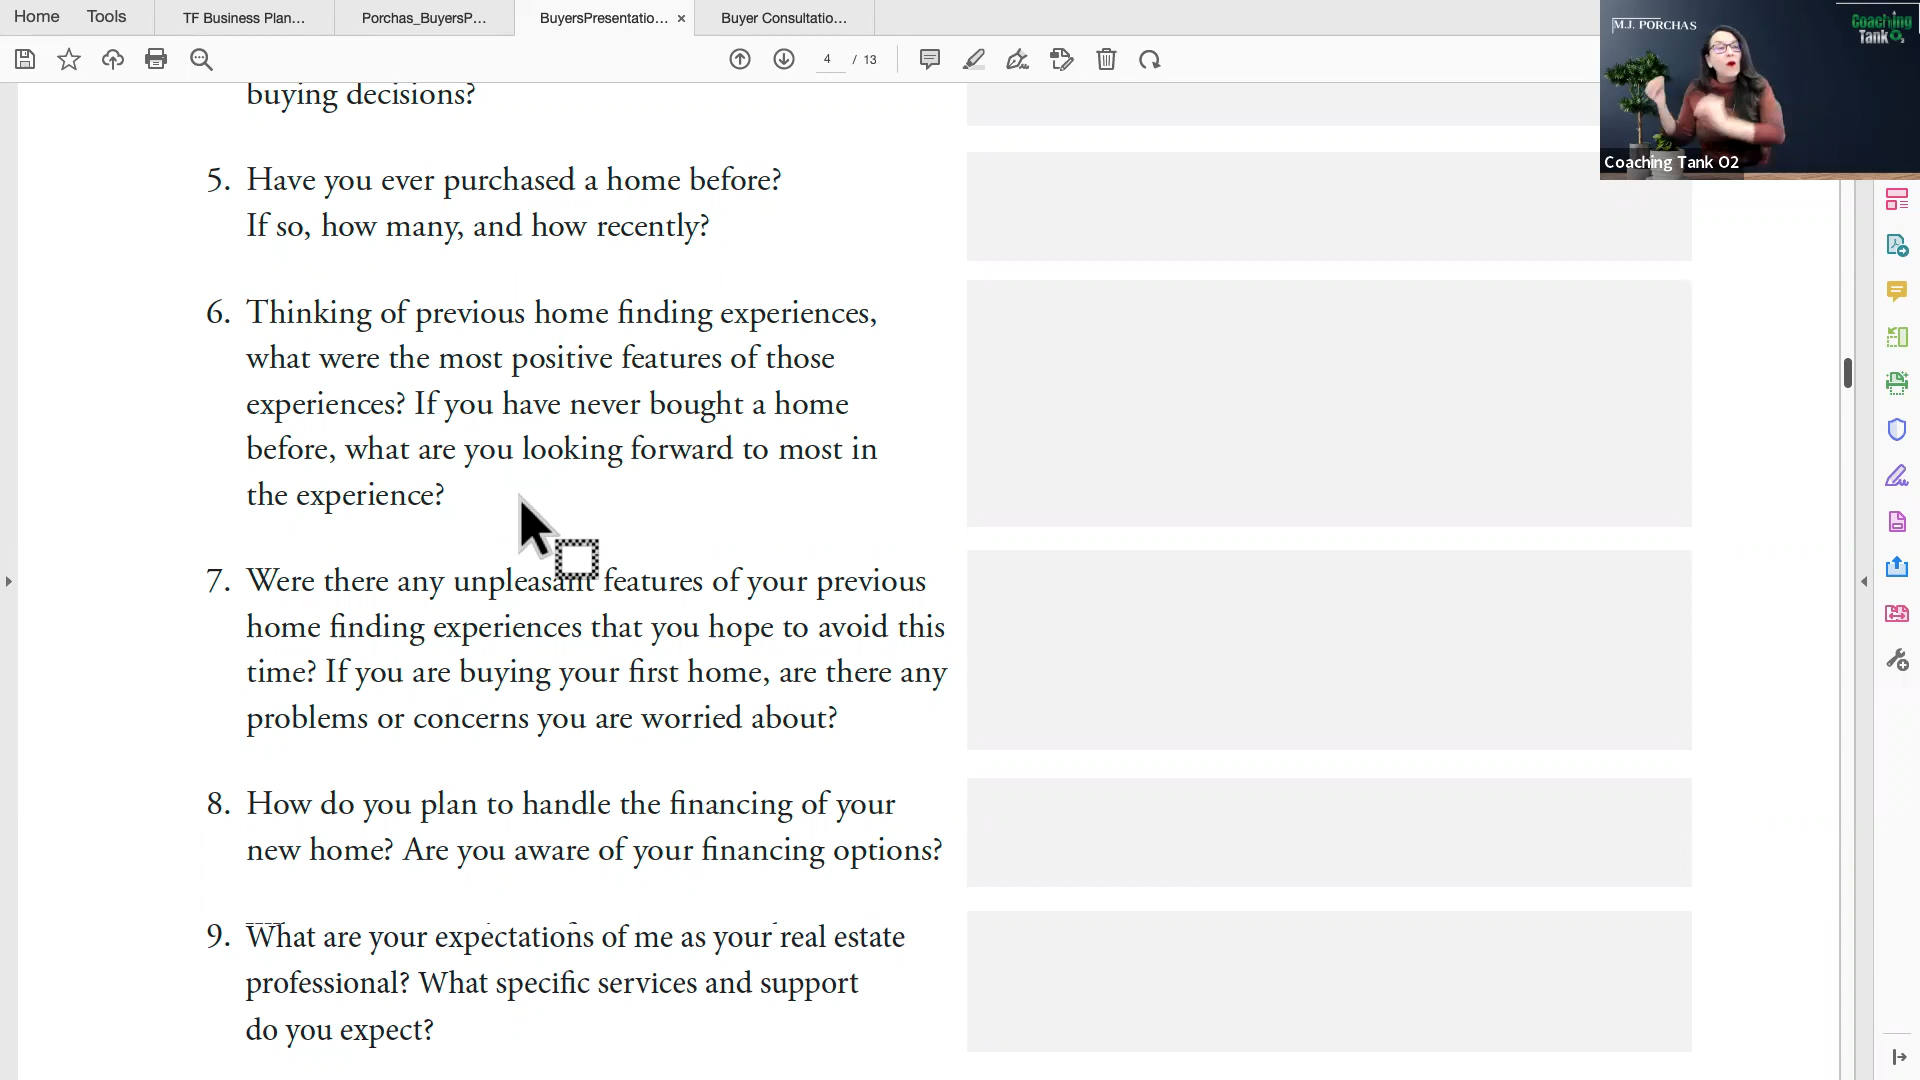 Home
Tools
TF Business Plan...
Porchas_BuyersP...
BuyersPresentatio...
Buyer Consultatio...
4 / 13
M.J. PORCHAS
Coaching
Tank O2
Coaching Tank O2
buying decisions?
5. Have you ever purchased a home before?
If so, how many, and how recently?
6. Thinking of previous home finding experiences,
what were the most positive features of those
experiences? If you have never bought a home
before, what are you looking forward to most in
the experience?
7. Were there any unpleasant features of your previous
home finding experiences that you hope to avoid this
time? If you are buying your first home, are there any
problems or concerns you are worried about?
8. How do you plan to handle the financing of your
new home? Are you aware of your financing options?
9. What are your expectations of me as your real estate
professional? What specific services and support
do you expect?